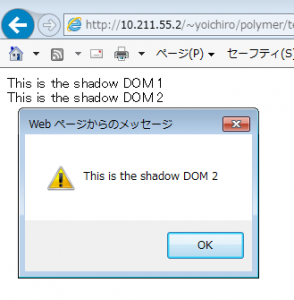 http://10.211.55.2/~yoichiro/polymer/te
ページ(P) セーフティ(S
This is the shadow DOM 1
This is the shadow DOM 2
Web ページからのメッセージ
This is the shadow DOM 2
OK